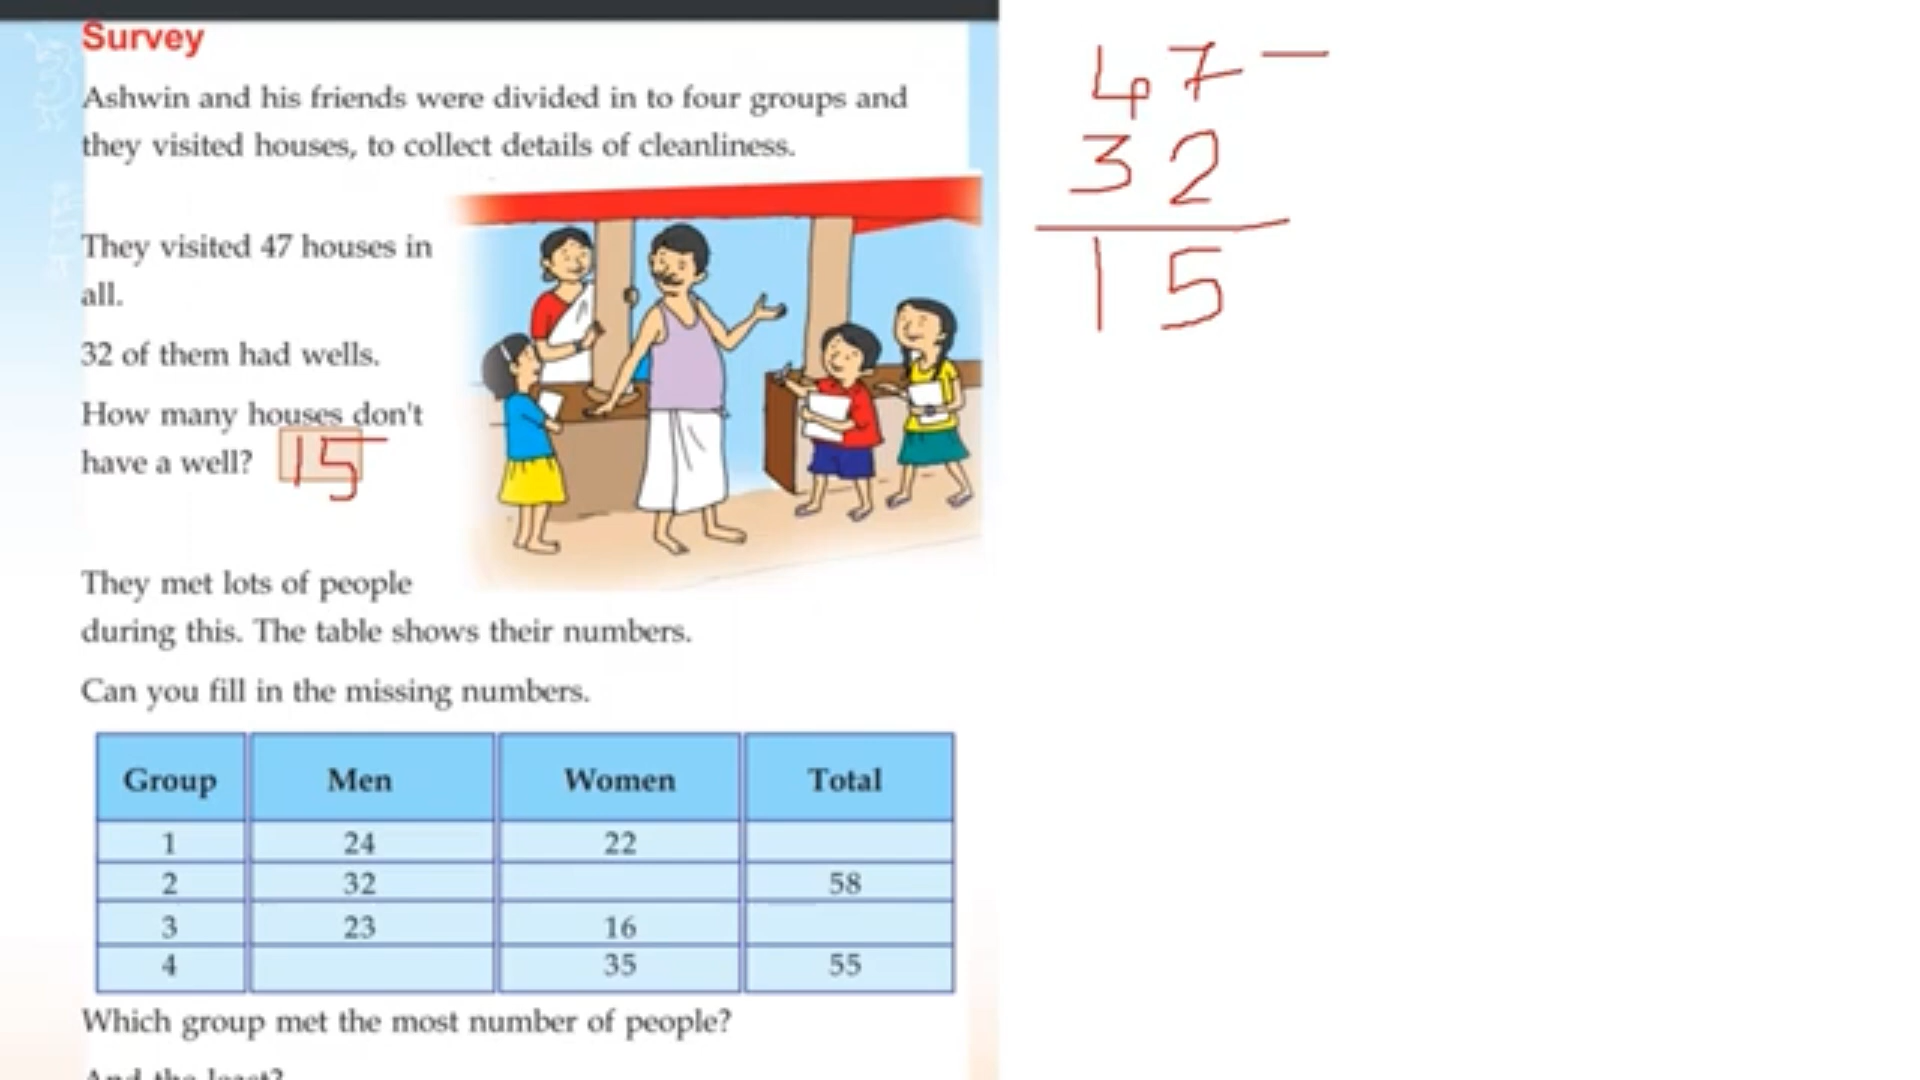 Survey
Ashwin and his friends were divided in to four groups and
they visited houses, to collect details of cleanliness.
They visited 47 houses in
all.
32 of them had wells.
How many houses don't
have a well? 15
They met lots of people
during this. The table shows their numbers.
Can you fill in the missing numbers.
Group Men Women Total
1 24 22
2 32 58
3 23 16
4 35 55
Which group met the most number of people?
And the least?
47 —
32
15